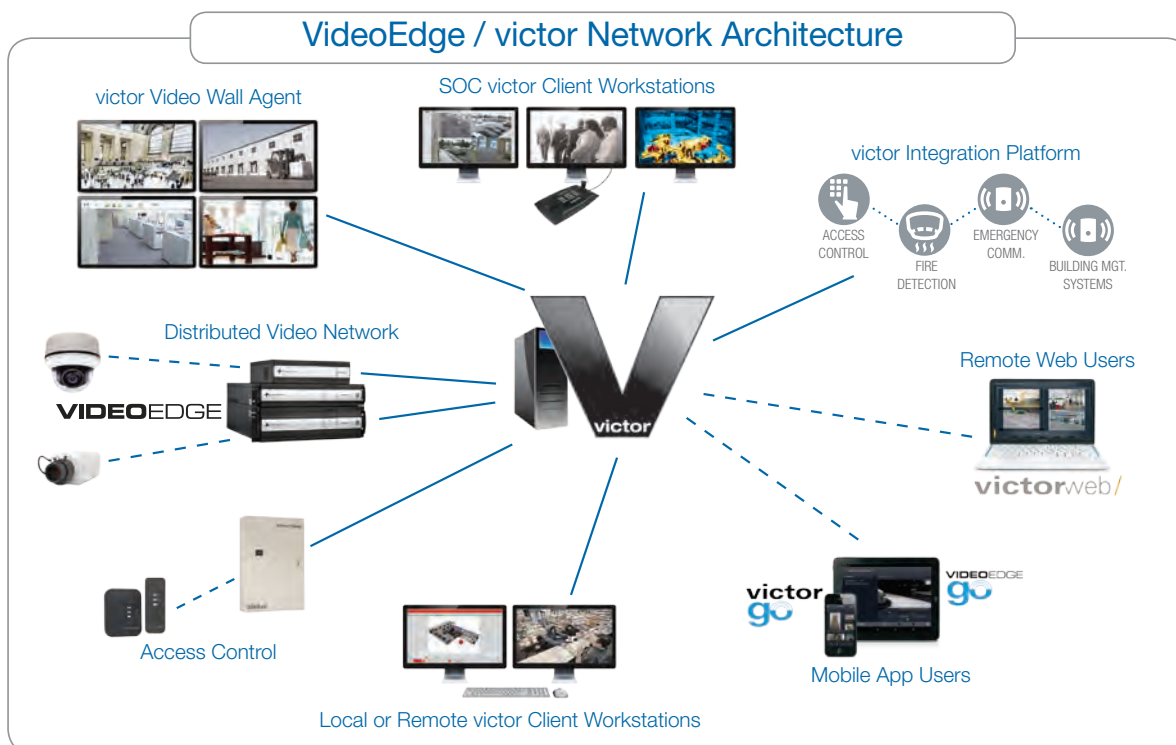 VideoEdge / victor Network Architecture
victor Video Wall Agent
SOC victor Client Workstations
victor Integration Platform
ACCESS
CONTROL
FIRE
DETECTION
EMERGENCY
COMM.
BUILDING MGT.
SYSTEMS
Distributed Video Network
VIDEOEDGE
victor
Remote Web Users
victorweb/
Access Control
Local or Remote victor Client Workstations
victor
go
VIDEOEDGE
go
Mobile App Users